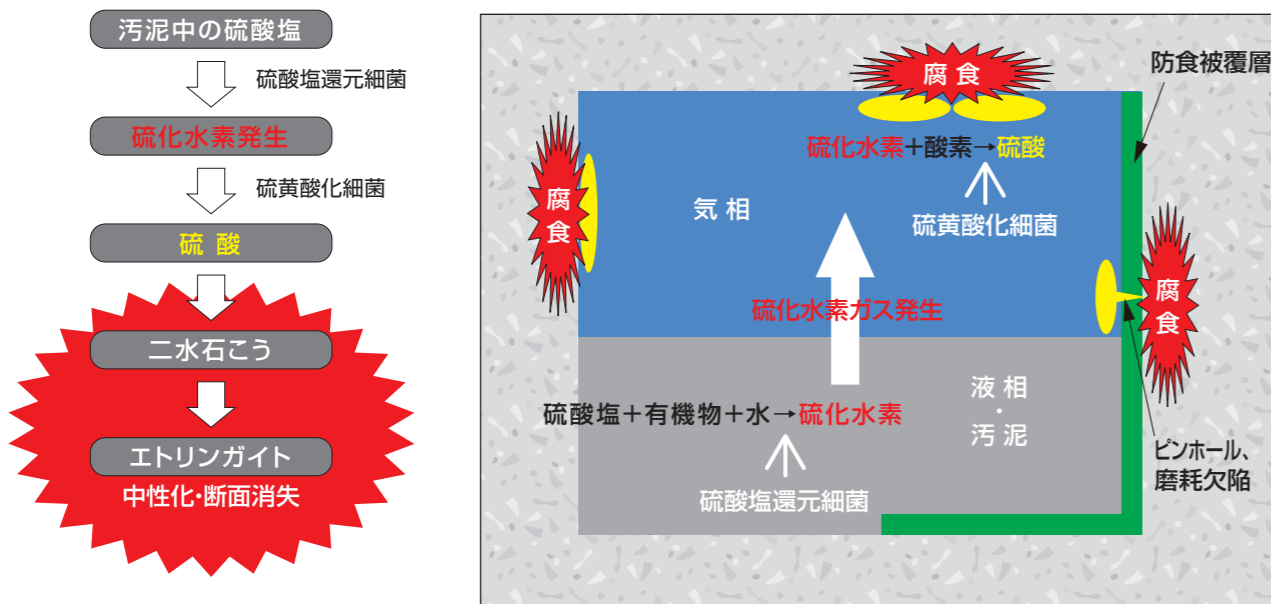 汚泥中の硫酸塩
硫酸塩還元細菌
硫化水素発生
硫黄酸化細菌
硫酸
二水石こう
エトリンガイト
中性化・断面消失
腐食
防食被覆層
硫化水素+酸素→硫酸
腐食
気相
硫黄酸化細菌
腐食
硫化水素ガス発生
液相
・
汚泥
硫酸塩+有機物+水→硫化水素
硫酸塩還元細菌
ピンホール、
磨耗欠陥